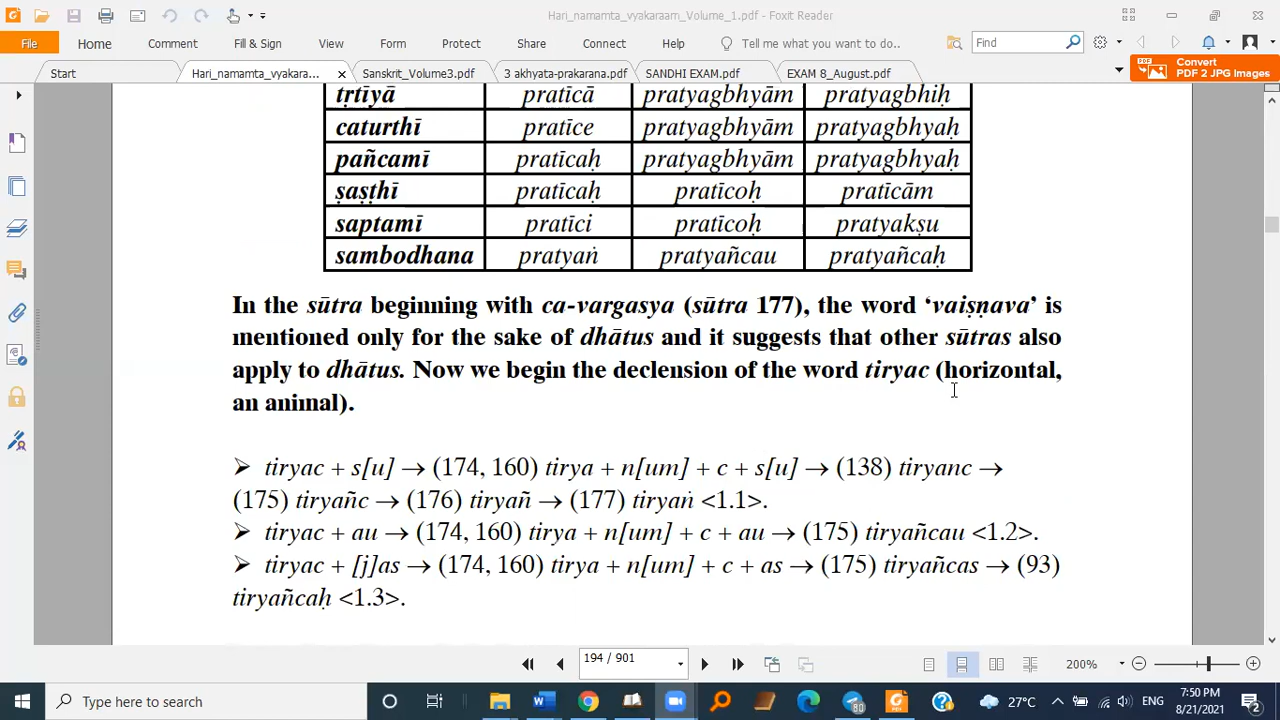 Hari_namamta_vyakaraam_Volume_1.pdf - Foxit Reader
File Home Comment Fill & Sign View Form Protect Share Connect Help Tell me what you want to do.. Find
Convert
PDF 2 JPG Images
Start Hari_namamta_vyakara... Sanskrit_Volume3.pdf 3 akhyata-prakarana.pdf SANDHI EXAM.pdf EXAM 8_August.pdf
tṛtīyā pratīcā pratyagbhyām pratyagbhiḥ
caturthī pratīce pratyagbhyām pratyagbhyaḥ
pañcamī pratīcaḥ pratyagbhyām pratyagbhyaḥ
ṣaṣṭhī pratīcaḥ pratīcoḥ pratīcām
saptamī pratīci pratīcoḥ pratyakṣu
sambodhana pratyaṅ pratyañcau pratyañcaḥ
In the sūtra beginning with ca-vargasya (sūtra 177), the word ‘vaiṣṇava’ is
mentioned only for the sake of dhātus and it suggests that other sūtras also
apply to dhātus. Now we begin the declension of the word tiryac (horizontal,
an animal).
➢ tiryac + s[u] → (174, 160) tirya + n[um] + c + s[u] → (138) tiryanc →
(175) tiryañc → (176) tiryañ → (177) tiryaṅ <1.1>.
➢ tiryac + au → (174, 160) tirya + n[um] + c + au → (175) tiryañcau <1.2>.
➢ tiryac + [j]as → (174, 160) tirya + n[um] + c + as → (175) tiryañcas → (93)
tiryañcaḥ <1.3>.
194 / 901 200%
Type here to search 80 27°C ENG 7:50 PM
8/21/2021 2